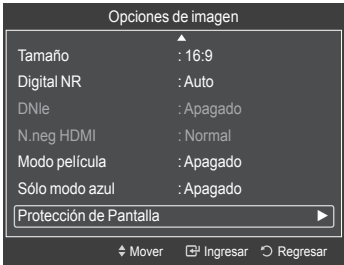 Opciones de imagen
Tamaño : 16:9
Digital NR : Auto
DNIe : Apagado
N.neg HDMI : Normal
Modo película : Apagado
Sólo modo azul : Apagado
Protección de Pantalla
Mover Ingresar Regresar